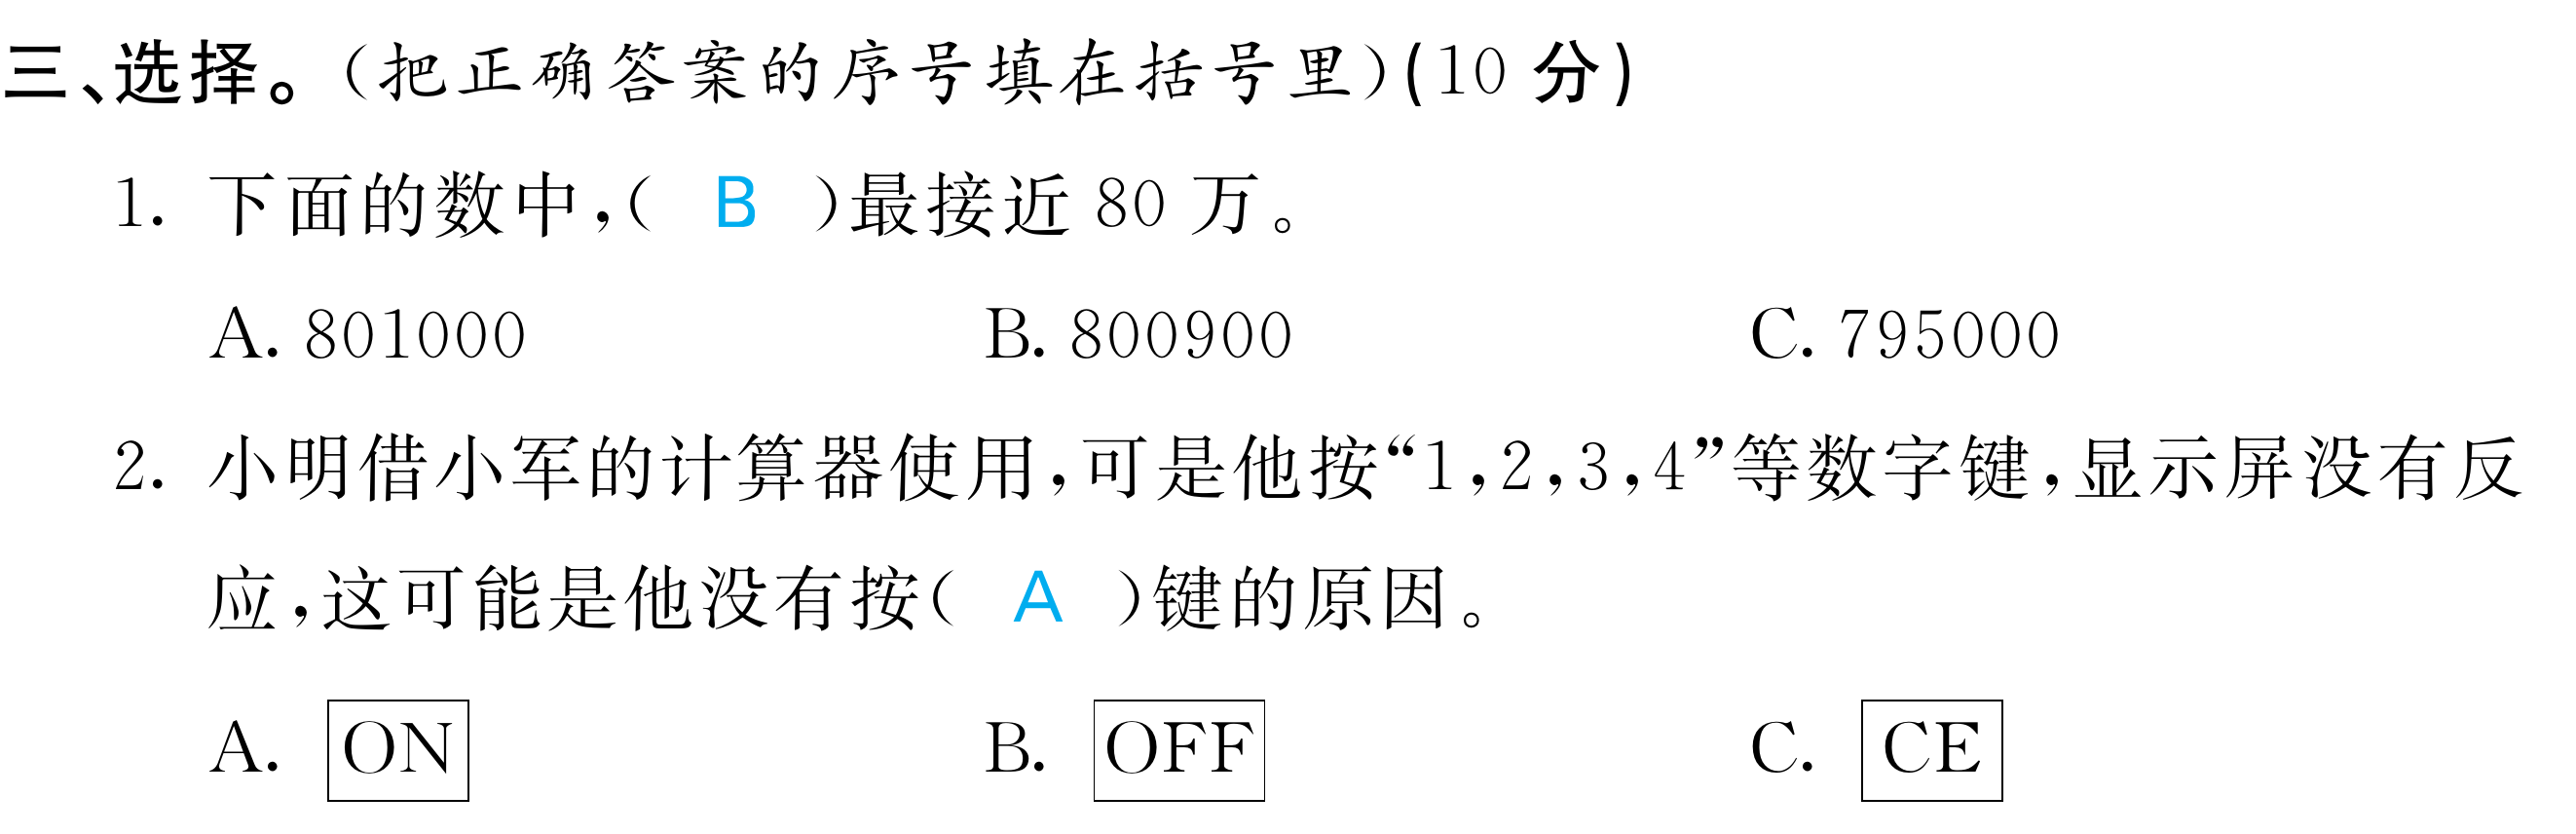 三、选择。(把正确答案的序号填在括号里)(10 分)
1. 下面的数中,( B )最接近 80 万。
A. 801000 B. 800900 C. 795000
2. 小明借小军的计算器使用,可是他按“1,2,3,4”等数字键,显示屏没有反
应,这可能是他没有按( A )键的原因。
A. ON B. OFF C. CE